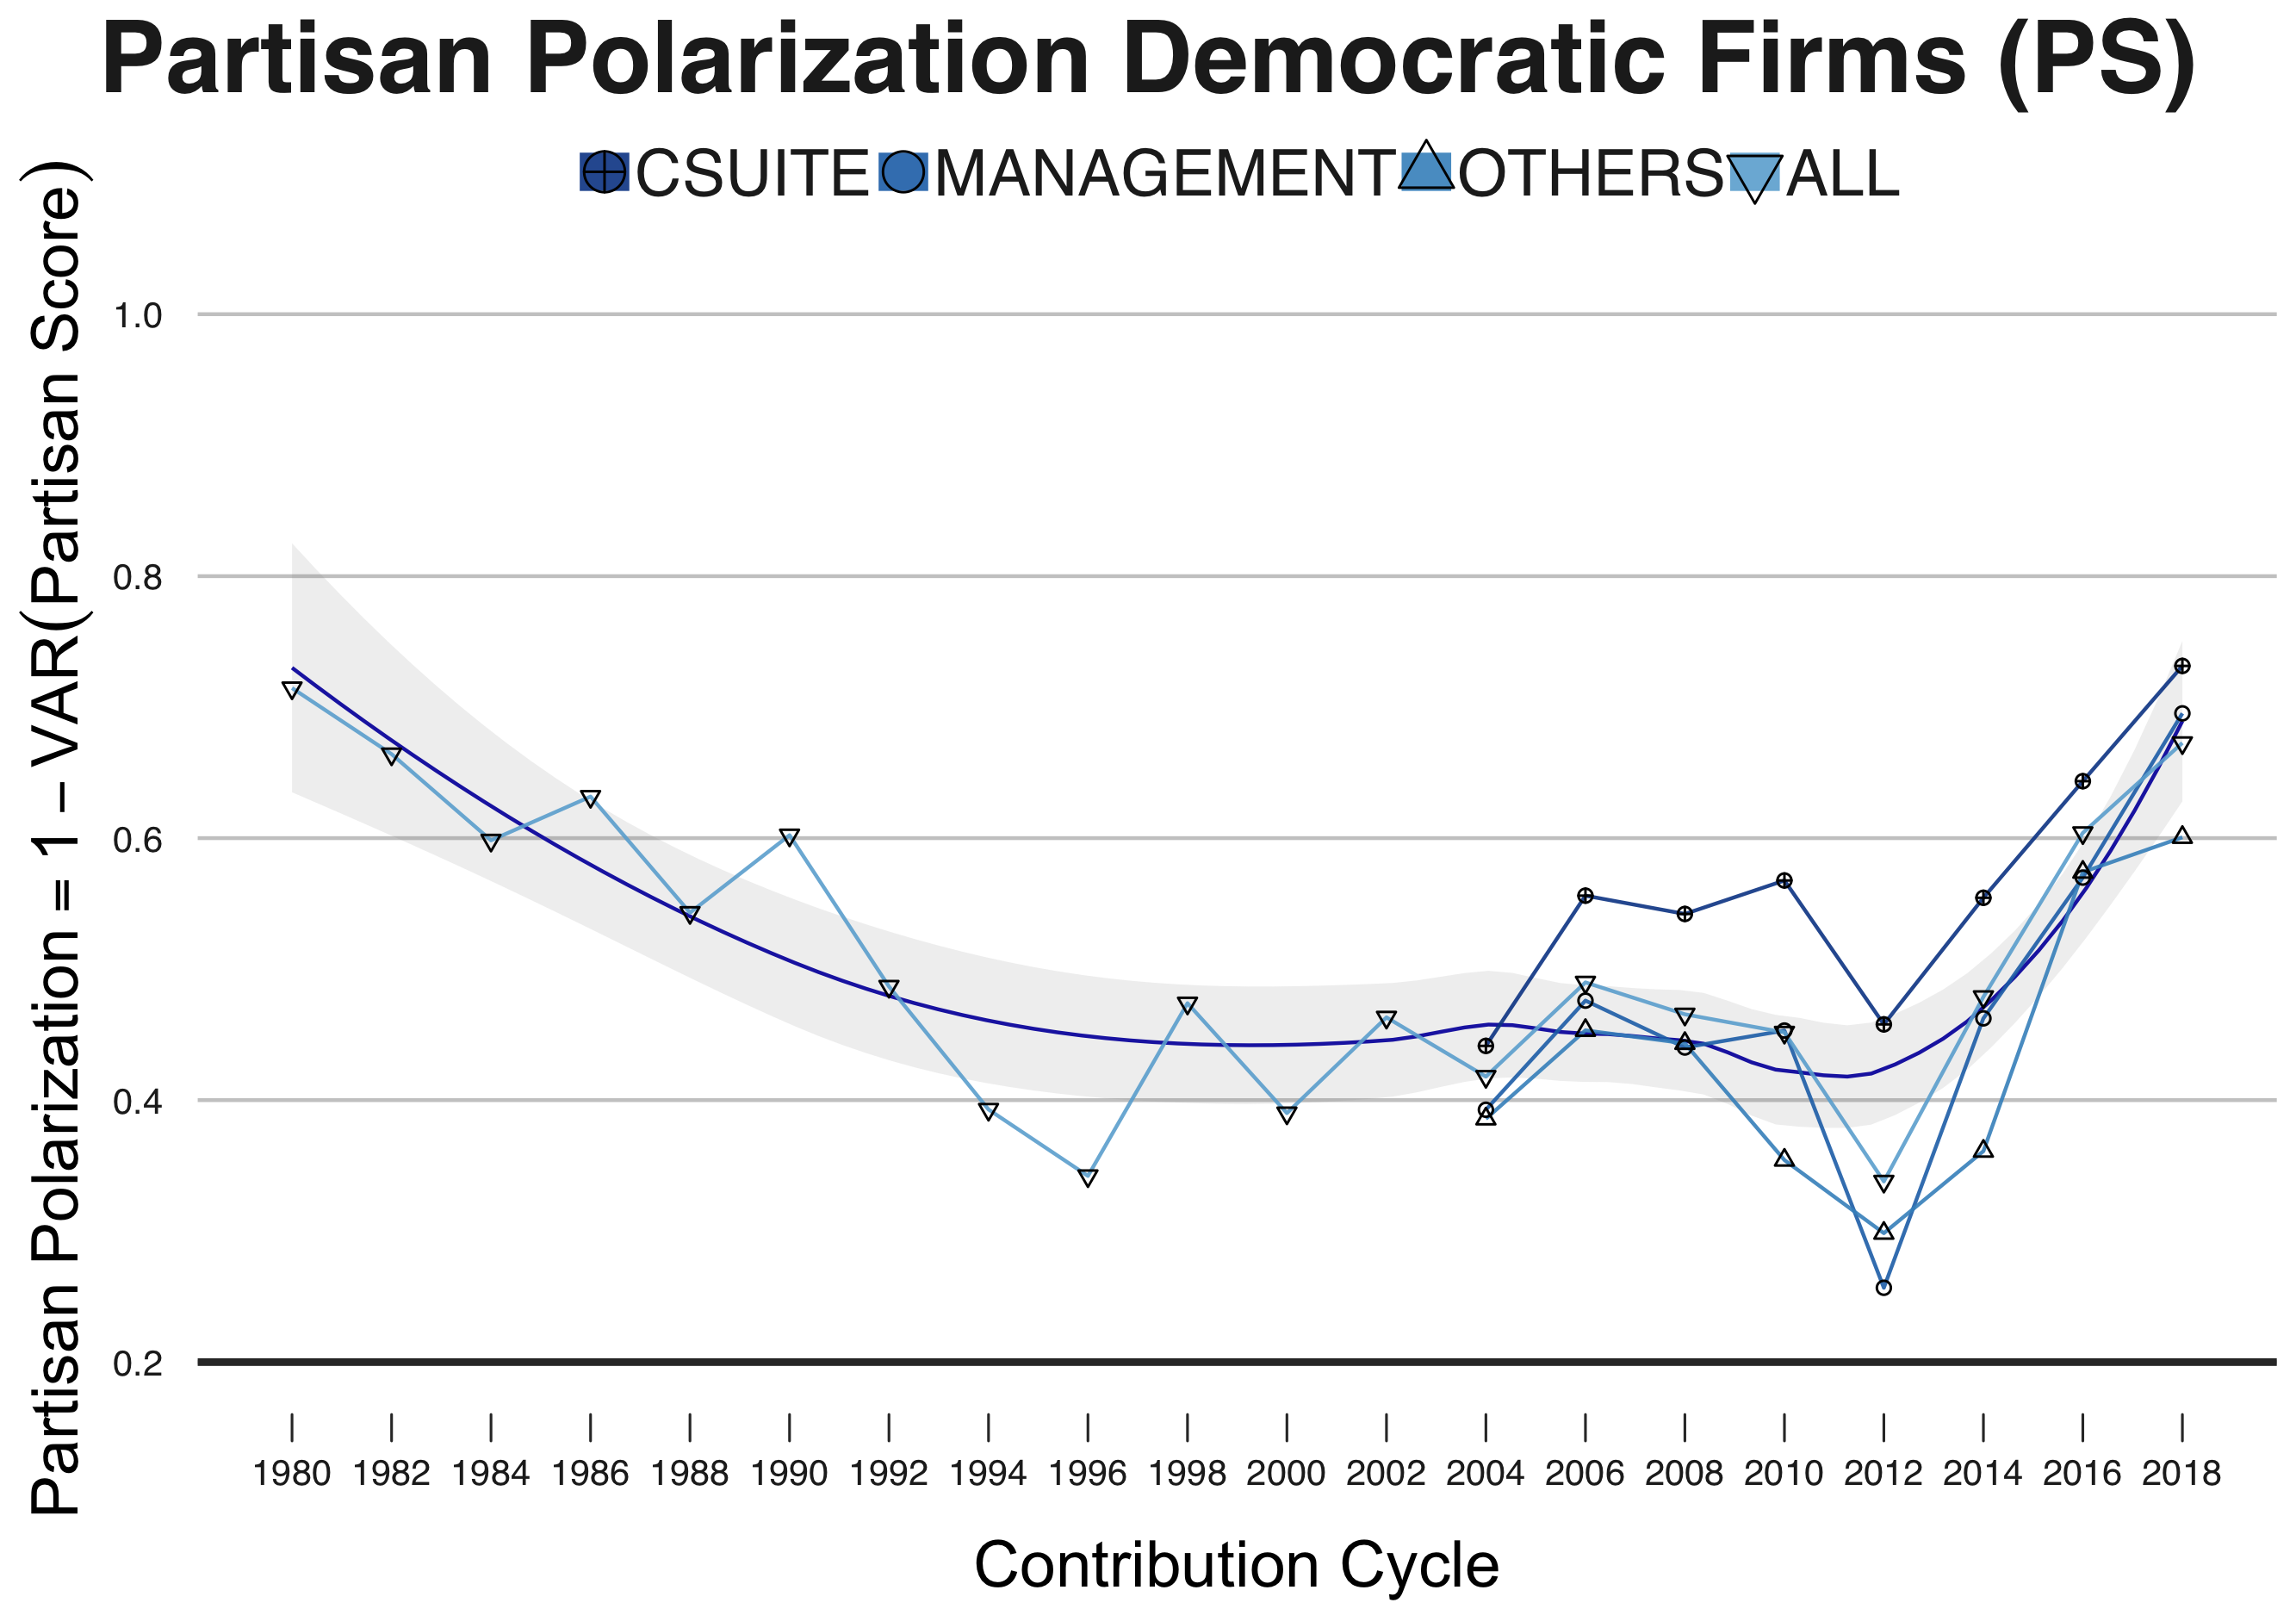 Partisan Polarization Democratic Firms (PS)
CSUITE MANAGEMENT OTHERS ALL
Partisan Polarization = 1 − VAR(Partisan Score)
1.0
0.8
0.6
0.4
0.2
1980 1982 1984 1986 1988 1990 1992 1994 1996 1998 2000 2002 2004 2006 2008 2010 2012 2014 2016 2018
Contribution Cycle